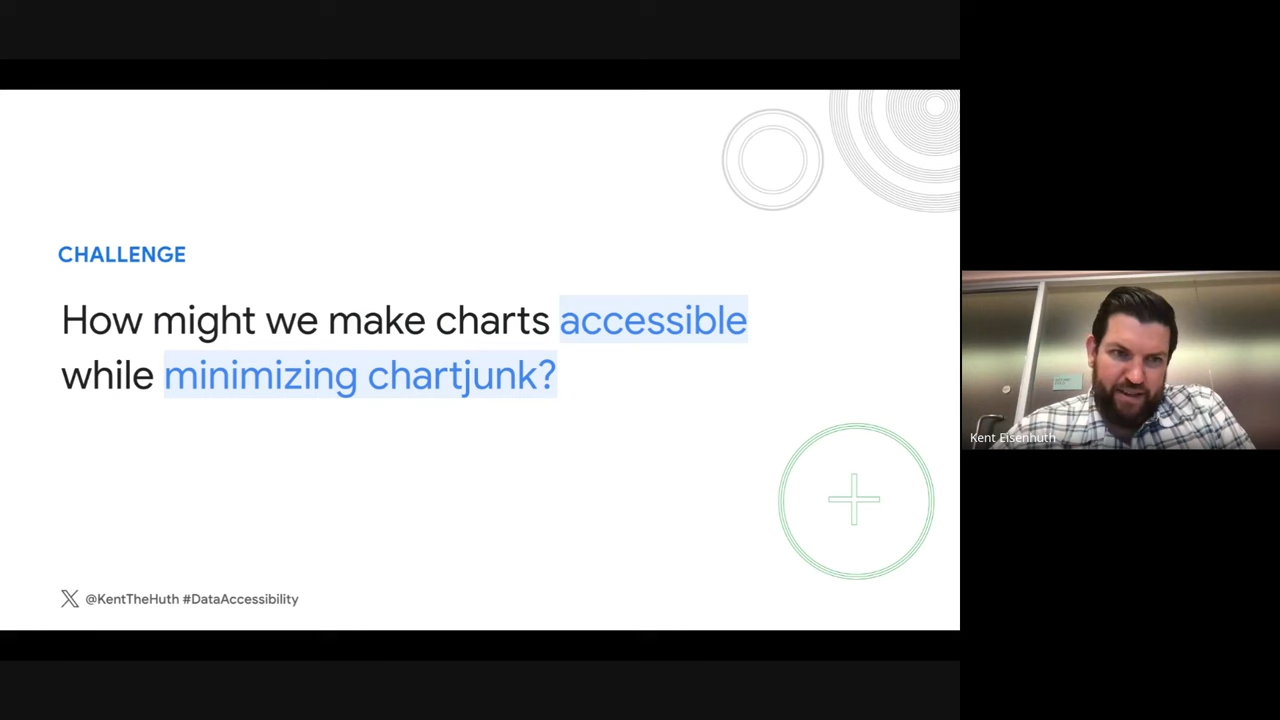 CHALLENGE
How might we make charts accessible
while minimizing chartjunk?
@KentTheHuth #DataAccessibility
Kent Eisenhuth